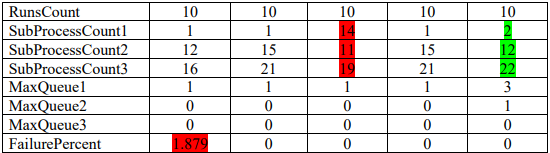 RunsCount 10 10 10 10 10
SubProcessCount1 1 1 14 1 2
SubProcessCount2 12 15 11 15 12
SubProcessCount3 16 21 19 21 22
MaxQueue1 1 1 1 1 3
MaxQueue2 0 0 0 0 1
MaxQueue3 0 0 0 0 0
FailurePercent 1.879 0 0 0 0